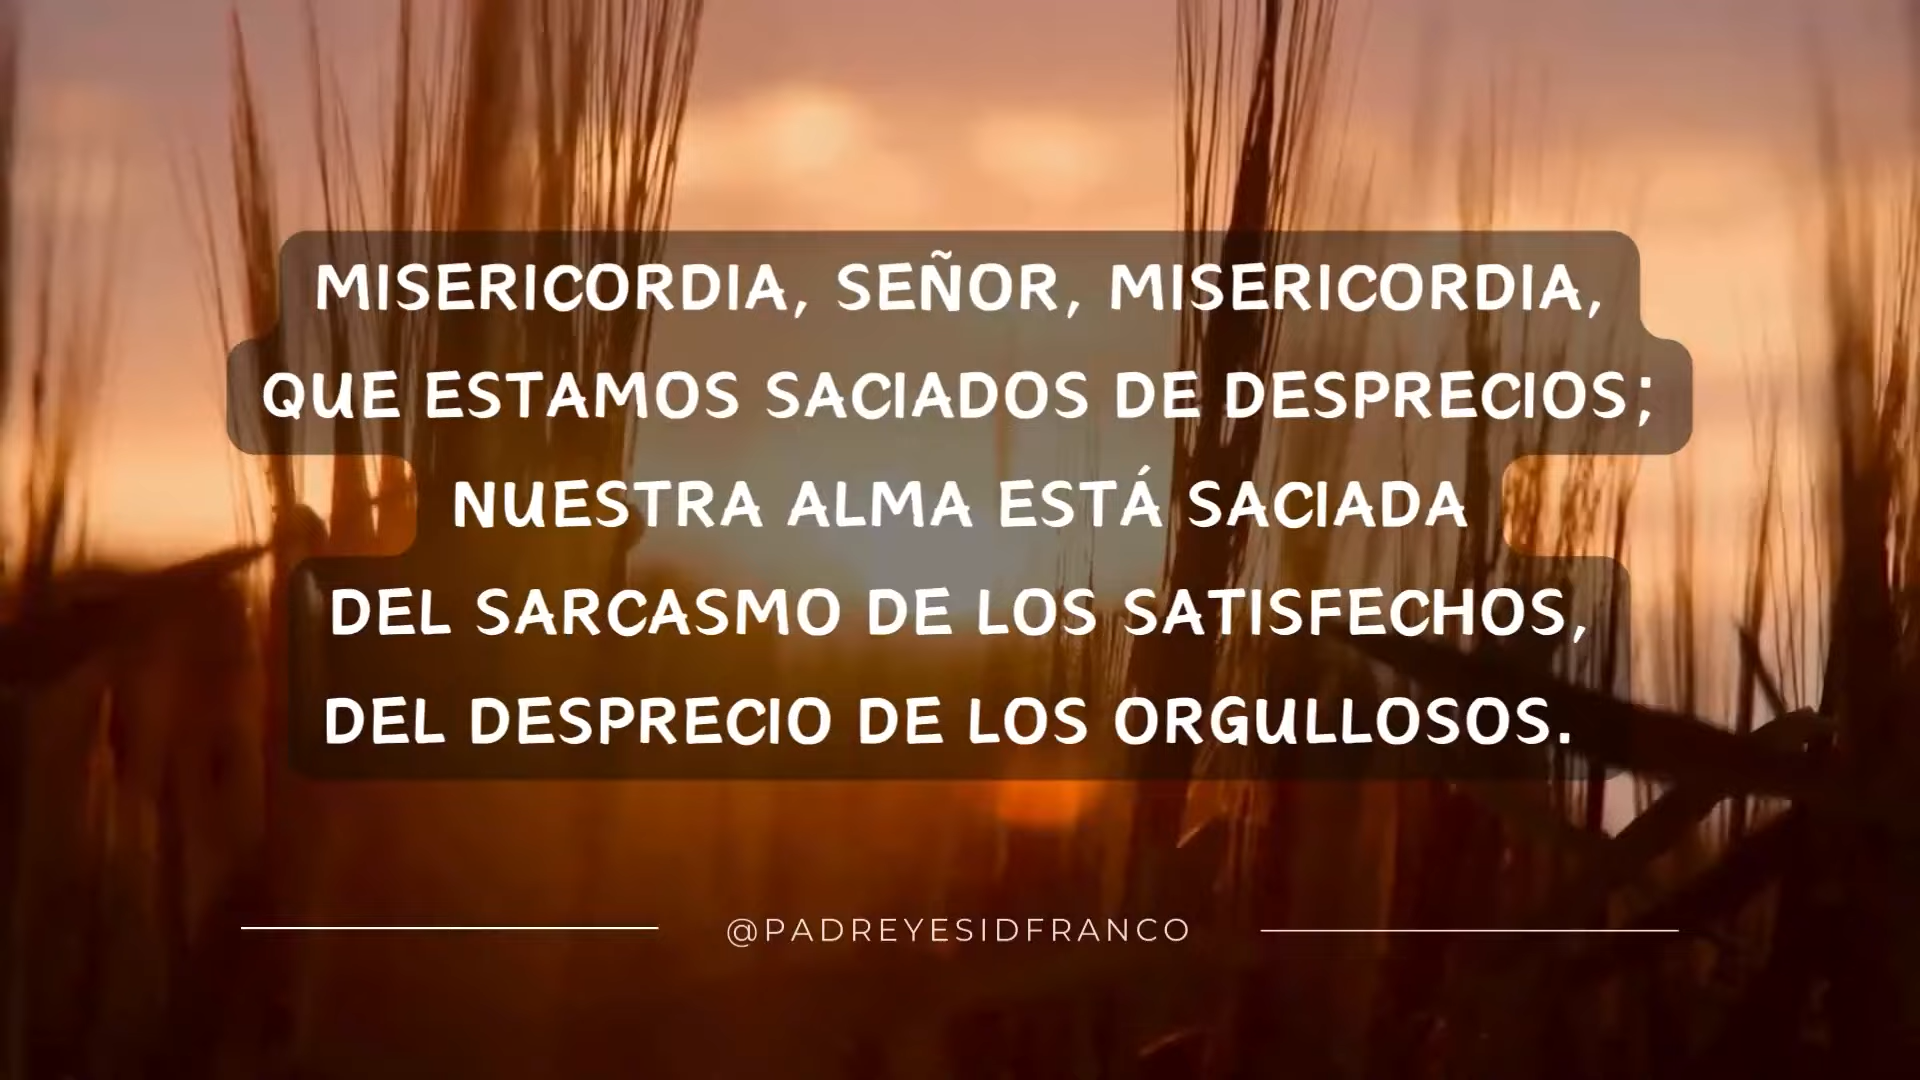 MISERICORDIA, SEÑOR, MISERICORDIA,
QUE ESTAMOS SACIADOS DE DESPRECIOS;
NUESTRA ALMA ESTÁ SACIADA
DEL SARCASMO DE LOS SATISFECHOS,
DEL DESPRECIO DE LOS ORGULLOSOS.
@PADREYESIDFRANCO